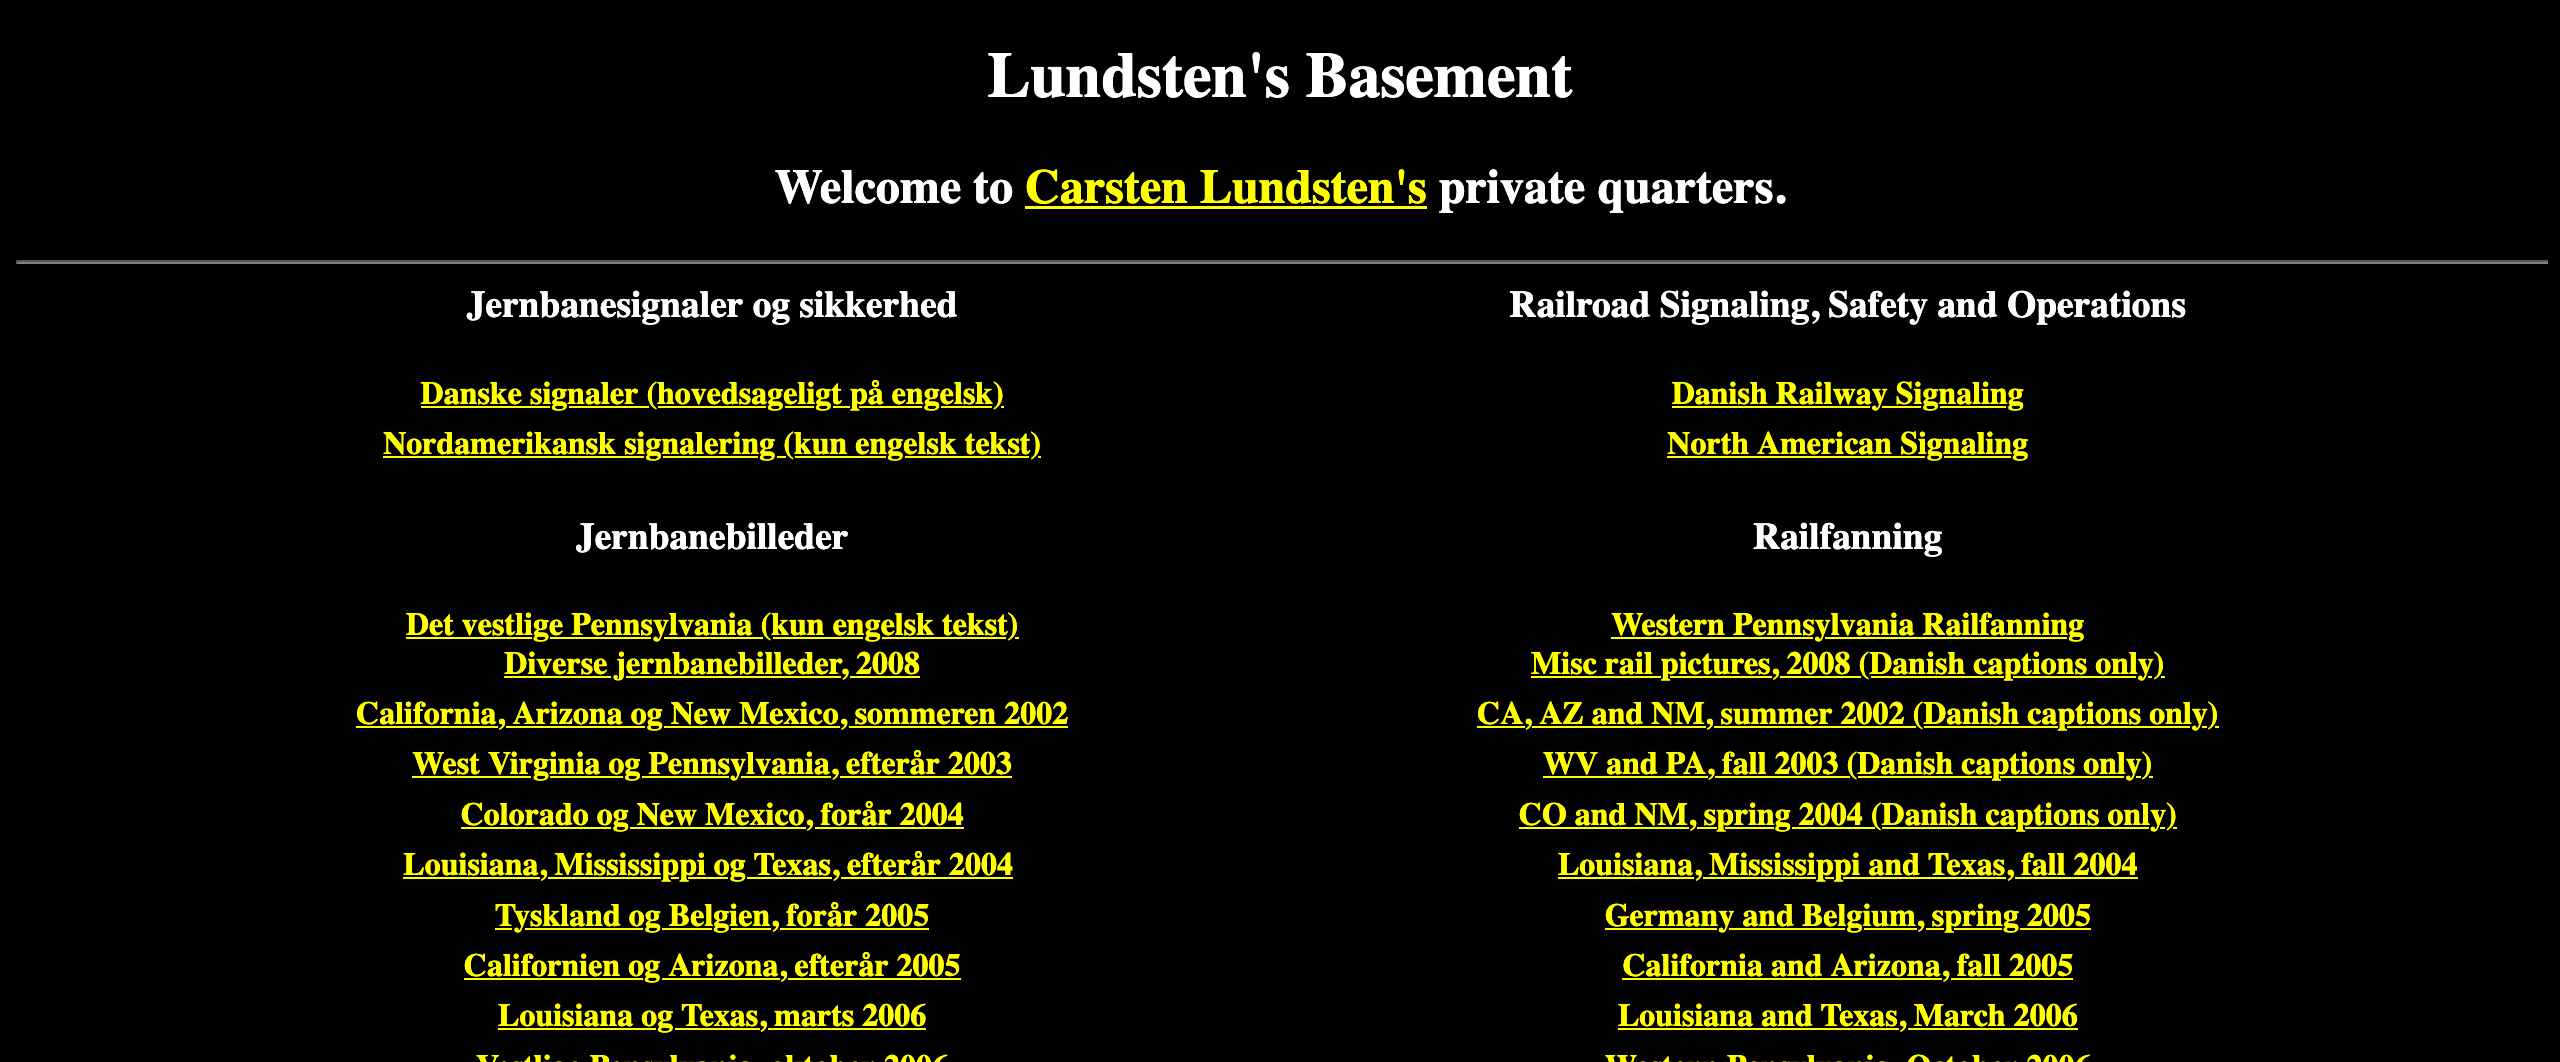 Lundsten's Basement
Welcome to Carsten Lundsten's private quarters.
Jernbanesignaler og sikkerhed
Danske signaler (hovedsageligt på engelsk)
Nordamerikansk signalering (kun engelsk tekst)
Jernbanebilleder
Det vestlige Pennsylvania (kun engelsk tekst)
Diverse jernbanebilleder, 2008
California, Arizona og New Mexico, sommeren 2002
West Virginia og Pennsylvania, efterår 2003
Colorado og New Mexico, forår 2004
Louisiana, Mississippi og Texas, efterår 2004
Tyskland og Belgien, forår 2005
Californien og Arizona, efterår 2005
Louisiana og Texas, marts 2006
Railroad Signaling, Safety and Operations
Danish Railway Signaling
North American Signaling
Railfanning
Western Pennsylvania Railfanning
Misc rail pictures, 2008 (Danish captions only)
CA, AZ and NM, summer 2002 (Danish captions only)
WV and PA, fall 2003 (Danish captions only)
CO and NM, spring 2004 (Danish captions only)
Louisiana, Mississippi and Texas, fall 2004
Germany and Belgium, spring 2005
California and Arizona, fall 2005
Louisiana and Texas, March 2006